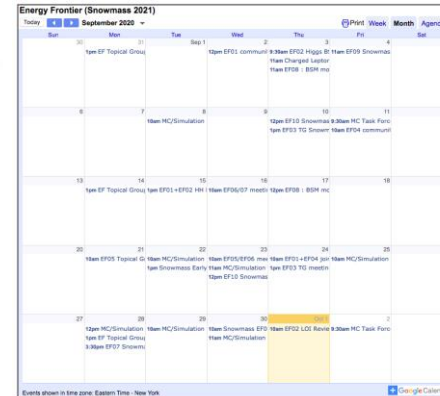 Energy Frontier (Snowmass 2021)
Today September 2020 Print Week Month Agend
Sun Mon Tue Wed Thu Fri Sat
30 31 Sep 1 2 3 4
1pm EF Topical Grou
12pm EF01 communi
9:30am EF02 Higgs B
11am Charged Lepto
11am EF08 : BSM mo
11am EF09 Snowmas
6 7 8 9 10
10am MC/Simulation
12pm EF10 Snowmas
1pm EF03 TG Snowm
9:30am MC Task Forc
10am EF04 communi
13 14 15 16 17 18
1pm EF Topical Grou
1pm EF01+EF02 HH
10am EF06/07 meeti
12pm EF08 : BSM mo
20 21 22 23 24 25
10am EF05 Topical G
10am MC/Simulation
1pm Snowmass Early
10am EF05/EF06 mee
11am MC/Simulation
12pm EF10 Snowmas
10am EF01+EF04 joi
1pm EF03 TG meetin
10am MC/Simulation
27 28 29 30 Oct 1 2
12pm MC/Simulation
1pm EF Topical Grou
3:30pm EF07 Snowm
10am MC/Simulation
10am Snowmass EF0
11am MC/Simulation
10am EF02 LOI Revie
9:30am MC Task Forc
Events shown in time zone: Eastern Time - New York
Google Calen